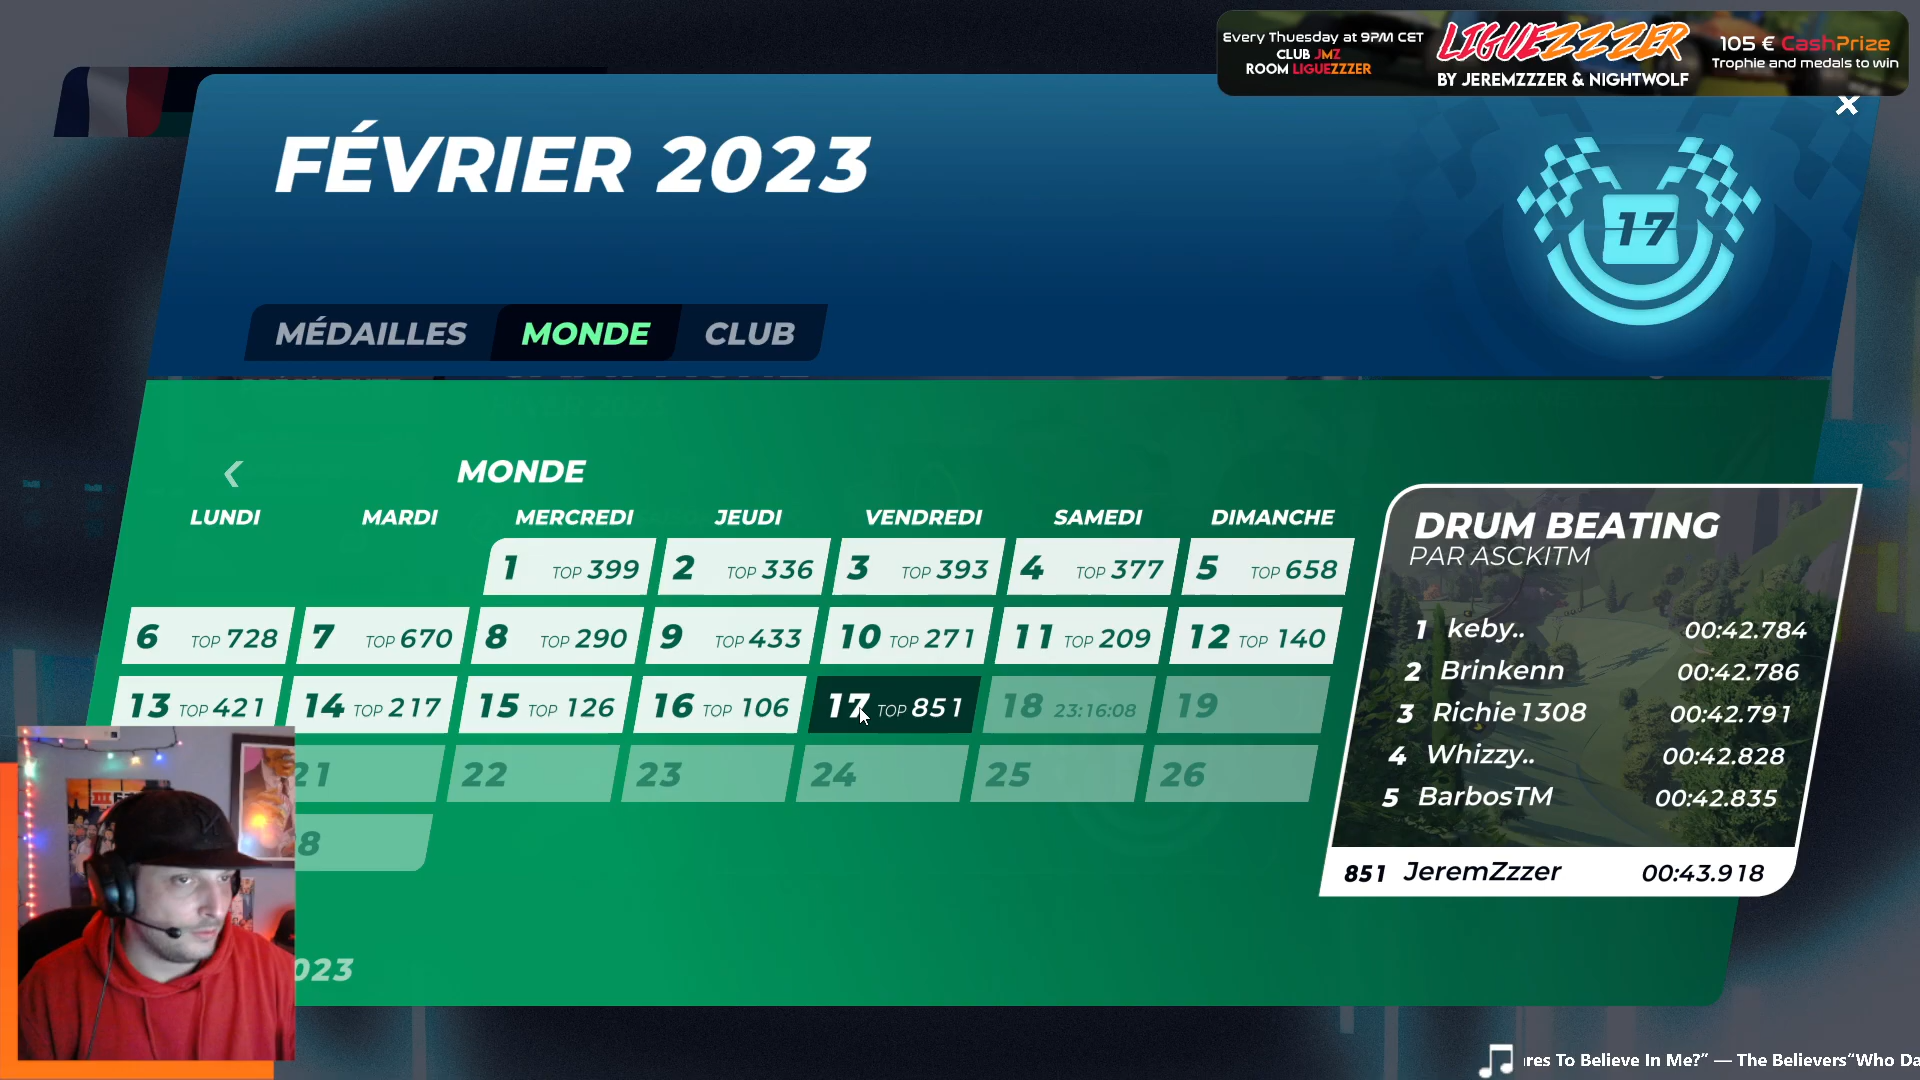 Every Thuesday at 9PM CET
CLUB JMZ
ROOM LIGUEZZZER
LIGUEZZZER
BY JEREMZZZER & NIGHTWOLF
105 € CashPrize
Trophie and medals to win
FÉVRIER 2023
17
MÉDAILLES MONDE CLUB
MONDE
LUNDI MARDI MERCREDI JEUDI VENDREDI SAMEDI DIMANCHE
1 TOP 399 2 TOP 336 3 TOP 393 4 TOP 377 5 TOP 658
6 TOP 728 7 TOP 670 8 TOP 290 9 TOP 433 10 TOP 271 11 TOP 209 12 TOP 140
13 TOP 421 14 TOP 217 15 TOP 126 16 TOP 106 17 TOP 851 18 23:16:08 19
21 22 23 24 25 26
8
023
DRUM BEATING
PAR ASCKITM
1 keby.. 00:42.784
2 Brinkenn 00:42.786
3 Richie1308 00:42.791
4 Whizzy.. 00:42.828
5 BarbosTM 00:42.835
851 JeremZzzer 00:43.918
res To Believe In Me?” — The Believers“Who Da